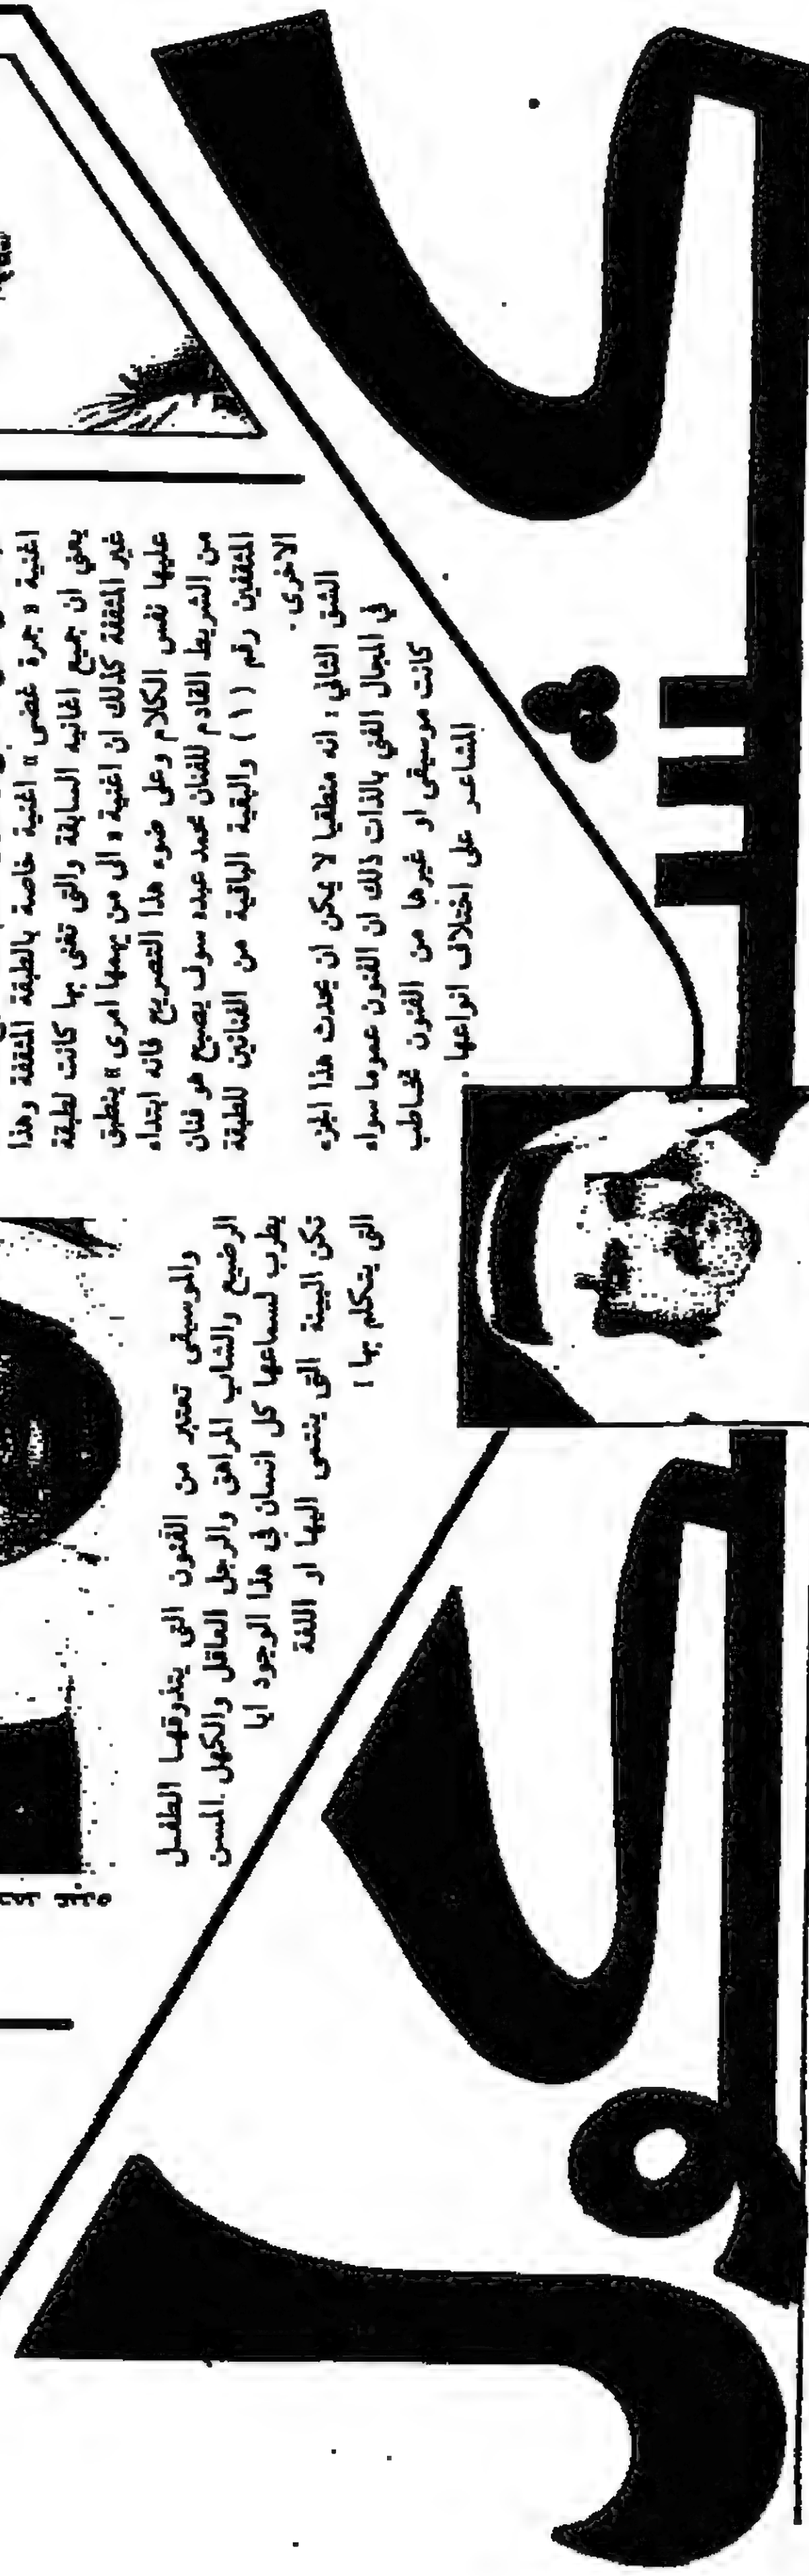 اغنية « جمرة غضى » اغنية خاصة بالطبقة المثقفة وهذا
يعني ان جميع اغانيه السابقة والتي تغنى بها كانت لطبقة
غير المثقفة كذلك ان اغنية « الى من يهمها امرى » ينطبق
عليها نفس الكلام وعلى ضوء هذا التصريح فانه ابتداء
من الشريط القادم للفنان محمد عبده سوف يصبح هو فنان
المثقفين رقم ( ١ ) والبقية الباقية من الفنانين للطبقة
الاخرى .
الشق الثاني : انه منطقيا لا يمكن ان يحدث هذا الجزء
في المجال الفني بالذات ذلك ان الفنون عموما سواء
كانت موسيقى او غيرها من الفنون تخاطب
المشاعر على اختلاف انواعها .
والموسيقى تعتبر من الفنون التي يتذوقها الطفل
الرضيع والشاب المراهق والرجل العاقل والكهل المسن
يطرب لسماعها كل انسان في هذا الوجود ايا
تكن البيئة التي ينتمي اليها او اللغة
التي يتكلم بها !